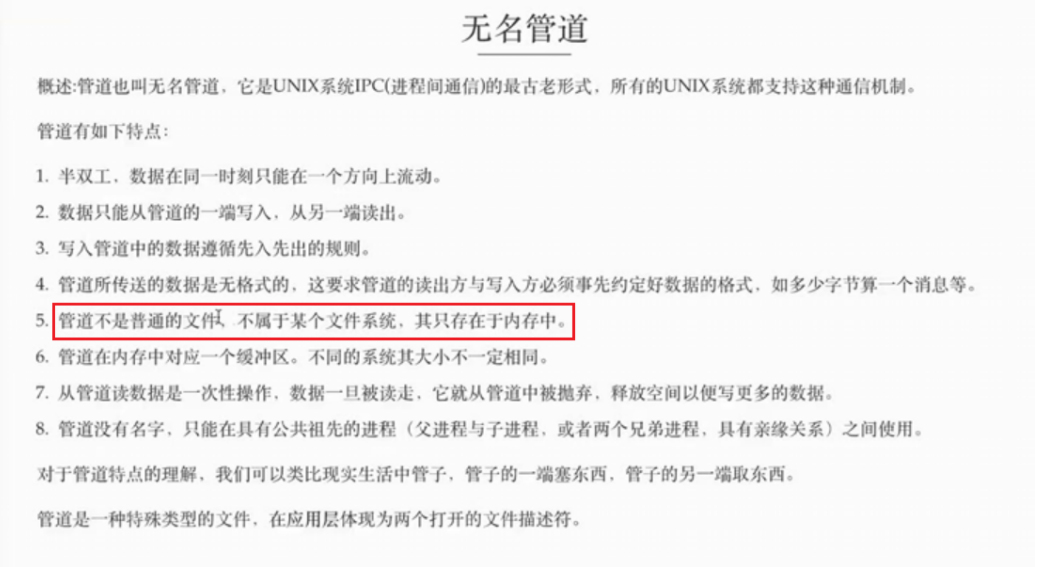 无名管道
概述:管道也叫无名管道，它是UNIX系统IPC(进程间通信)的最古老形式，所有的UNIX系统都支持这种通信机制。
管道有如下特点：
1. 半双工，数据在同一时刻只能在一个方向上流动。
2. 数据只能从管道的一端写入，从另一端读出。
3. 写入管道中的数据遵循先入先出的规则。
4. 管道所传送的数据是无格式的，这要求管道的读出方与写入方必须事先约定好数据的格式，如多少字节算一个消息等。
5. 管道不是普通的文件，不属于某个文件系统，其只存在于内存中。
6. 管道在内存中对应一个缓冲区。不同的系统其大小不一定相同。
7. 从管道读数据是一次性操作，数据一旦被读走，它就从管道中被抛弃，释放空间以便写更多的数据。
8. 管道没有名字，只能在具有公共祖先的进程（父进程与子进程，或者两个兄弟进程，具有亲缘关系）之间使用。
对于管道特点的理解，我们可以类比现实生活中管子，管子的一端塞东西，管子的另一端取东西。
管道是一种特殊类型的文件，在应用层体现为两个打开的文件描述符。